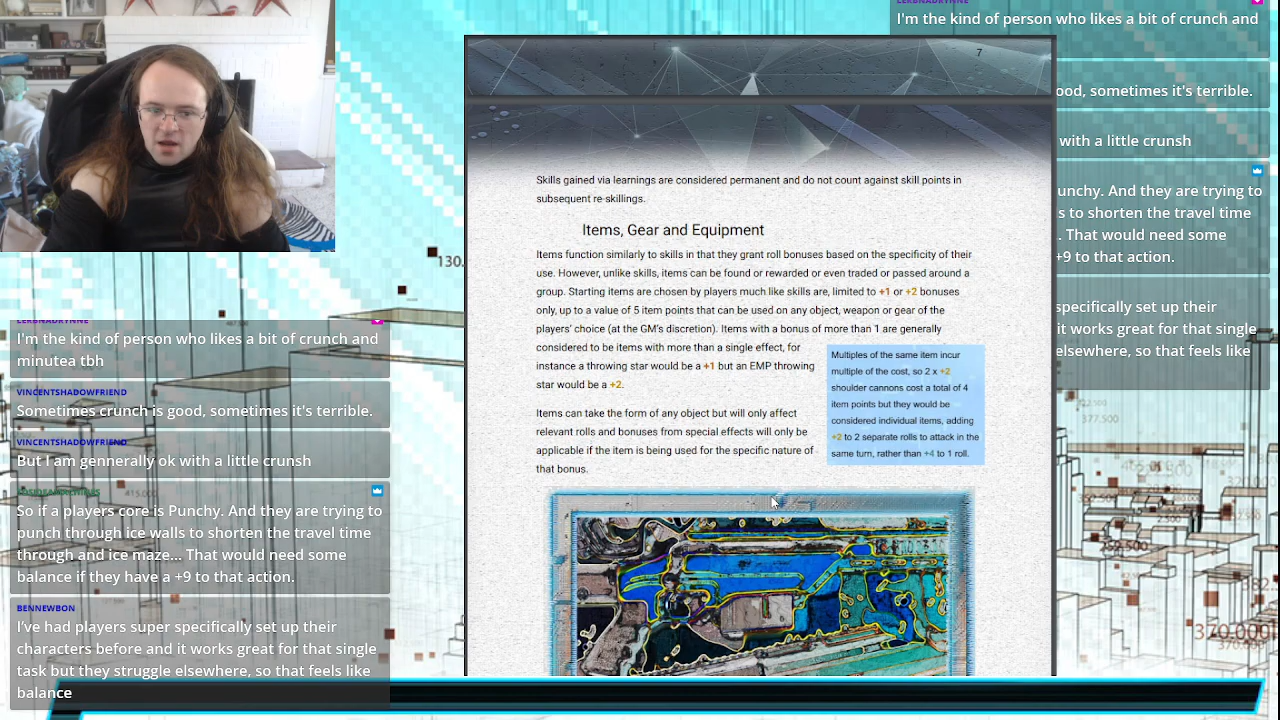 LERBNADRYNNE
I'm the kind of person who likes a bit of crunch and
ood, sometimes it's terrible.
with a little crunsh
unchy. And they are trying to
s to shorten the travel time
. That would need some
+9 to that action.
specifically set up their
it works great for that single
elsewhere, so that feels like
7
Skills gained via learnings are considered permanent and do not count against skill points in
subsequent re-skillings.
Items, Gear and Equipment
Items function similarly to skills in that they grant roll bonuses based on the specificity of their
use. However, unlike skills, items can be found or rewarded or even traded or passed around a
group. Starting items are chosen by players much like skills are, limited to +1 or +2 bonuses
only, up to a value of 5 item points that can be used on any object, weapon or gear of the
players' choice (at the GM's discretion). Items with a bonus of more than 1 are generally
considered to be items with more than a single effect, for
instance a throwing star would be a +1 but an EMP throwing
star would be a +2.
Items can take the form of any object but will only affect
relevant rolls and bonuses from special effects will only be
applicable if the item is being used for the specific nature of
that bonus.
Multiples of the same item incur
multiple of the cost, so 2 x +2
shoulder cannons cost a total of 4
item points but they would be
considered individual items, adding
+2 to 2 separate rolls to attack in the
same turn, rather than +4 to 1 roll.
I'm the kind of person who likes a bit of crunch and
minutea tbh
VINCENTSHADOWFRIEND
Sometimes crunch is good, sometimes it's terrible.
VINCENTSHADOWFRIEND
But I am gennerally ok with a little crunsh
So if a players core is Punchy. And they are trying to
punch through ice walls to shorten the travel time
through and ice maze... That would need some
balance if they have a +9 to that action.
BENNEWBON
I've had players super specifically set up their
characters before and it works great for that single
task but they struggle elsewhere, so that feels like
balance
130.
415.000
377.500
370.000